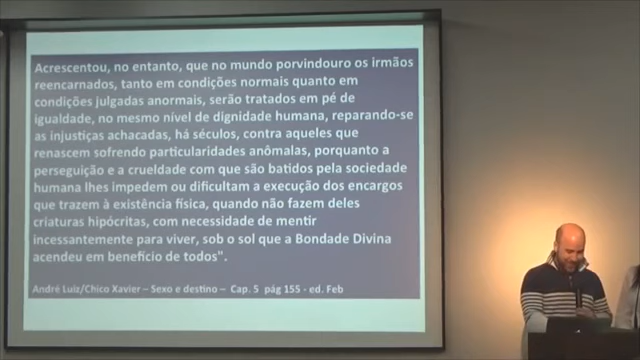 Acrescentou, no entanto, que no mundo porvindouro os irmãos
reencarnados, tanto em condições normais quanto em
condições julgadas anormais, serão tratados em pé de
igualdade, no mesmo nível de dignidade humana, reparando-se
as injustiças achacadas, há séculos, contra aqueles que
renascem sofrendo particularidades anômalas, porquanto a
perseguição e a crueldade com que são batidos pela sociedade
humana lhes impedem ou dificultam a execução dos encargos
que trazem à existência física, quando não fazem deles
criaturas hipócritas, com necessidade de mentir
incessantemente para viver, sob o sol que a Bondade Divina
acendeu em benefício de todos".
André Luiz/Chico Xavier – Sexo e destino – Cap. 5 pág 155 - ed. Feb